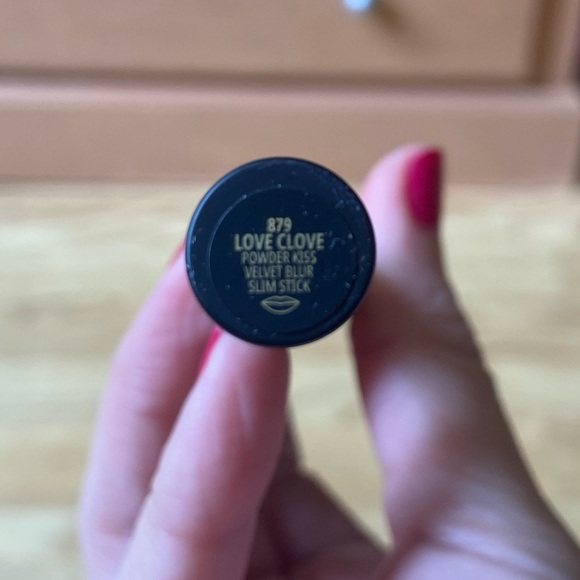 879
LOVE CLOVE
POWDER KISS
VELVET BLUR
SLIM STICK